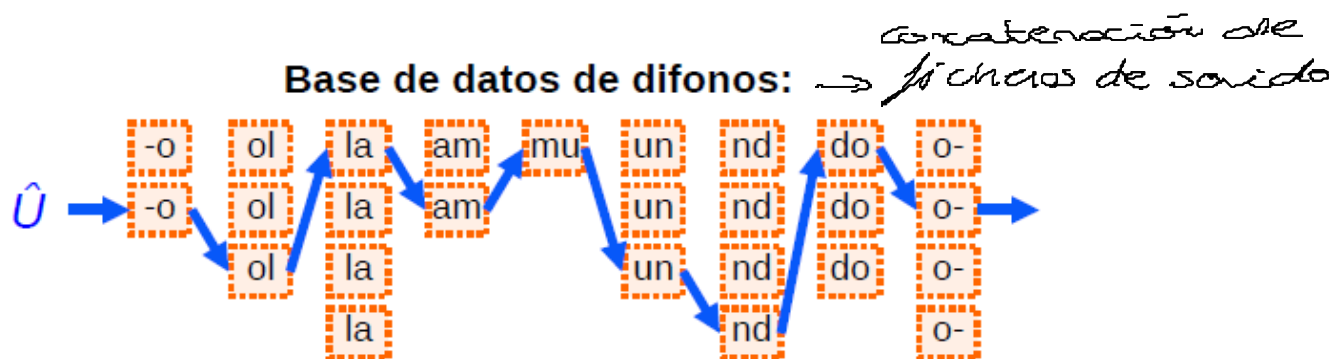 concatenación de
Base de datos de difonos: → ficheros de sonido
-o ol la am mu un nd do o-
Û -o ol la am un nd do o-
ol la un nd do o-
la nd o-